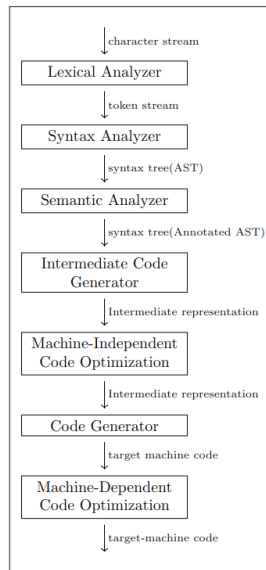 character stream
Lexical Analyzer
token stream
Syntax Analyzer
syntax tree(AST)
Semantic Analyzer
syntax tree(Annotated AST)
Intermediate Code
Generator
Intermediate representation
Machine-Independent
Code Optimization
Intermediate representation
Code Generator
target machine code
Machine-Dependent
Code Optimization
target-machine code